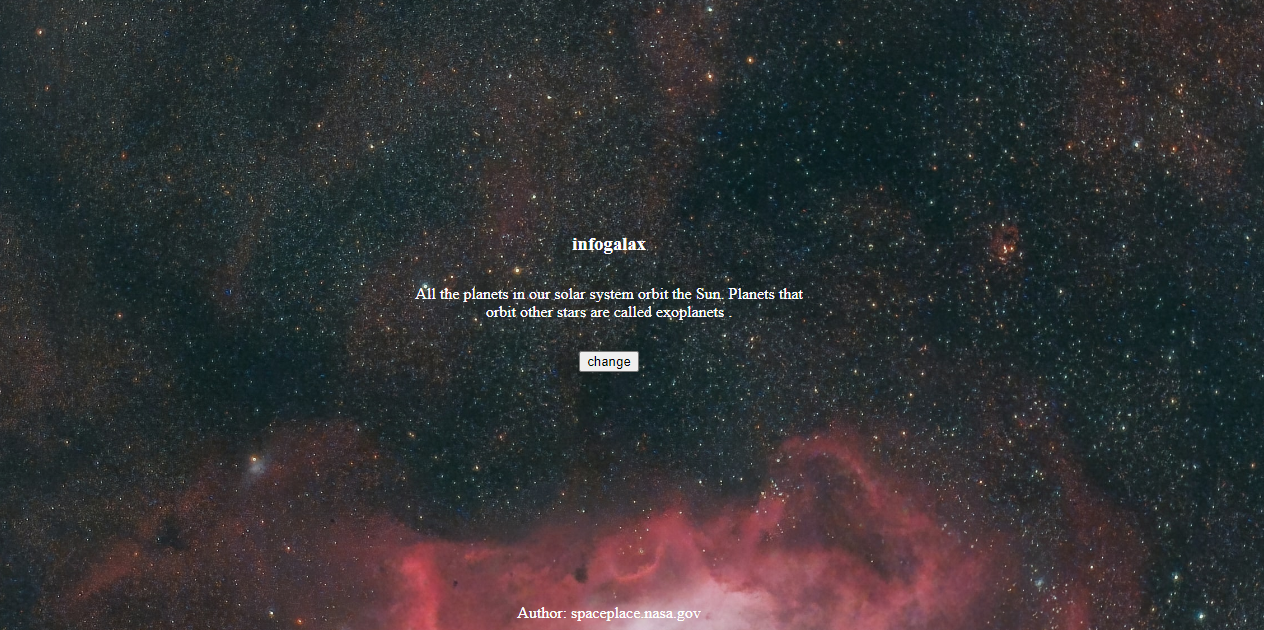 infogalax
All the planets in our solar system orbit the Sun. Planets that
orbit other stars are called exoplanets .
change
Author: spaceplace.nasa.gov